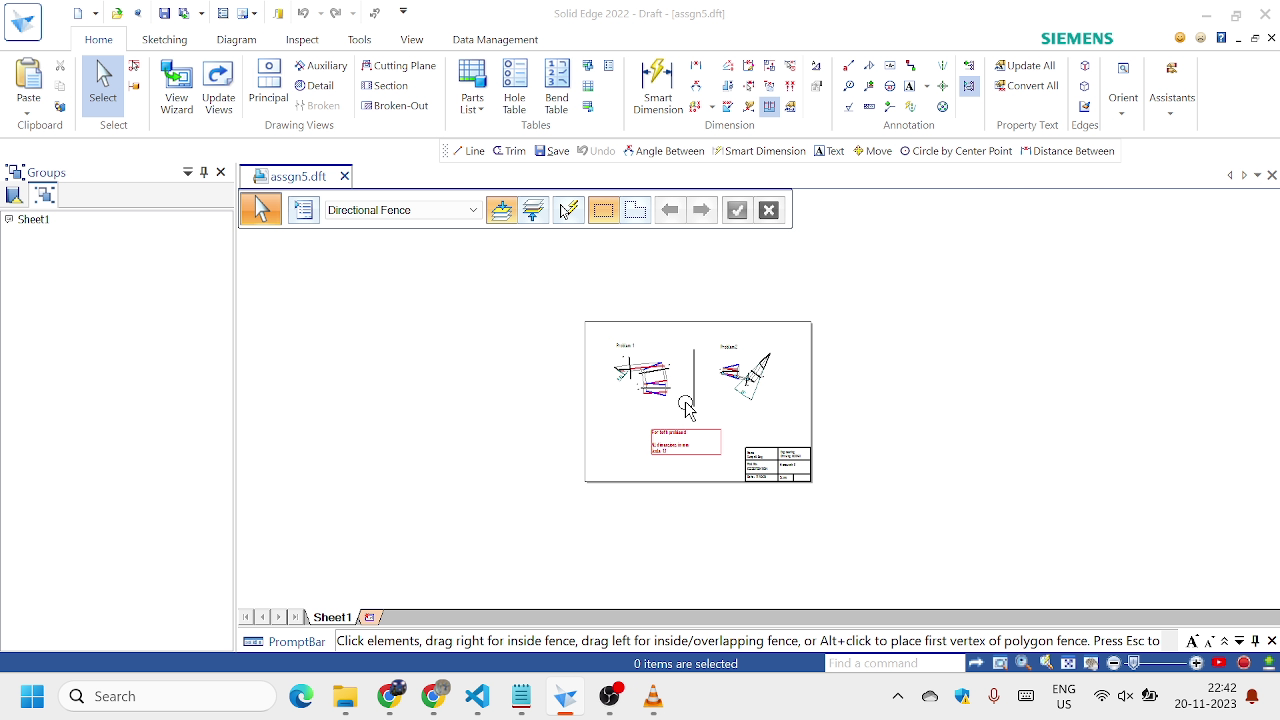 Solid Edge 2022 - Draft - [assgn5.dft]
Home
Sketching
Diagram
Inspect
Tools
View
Data Management
SIEMENS
Paste
Clipboard
Select
Select
View Wizard
Update Views
Principal
Auxiliary
Detail
Broken
Cutting Plane
Section
Broken-Out
Drawing Views
Parts List
Hole Table
Bend Table
Tables
Smart Dimension
Dimension
Annotation
Update All
Convert All
Property Text
Edges
Orient
Assistants
Line
Trim
Save
Undo
Angle Between
Smart Dimension
Text
Move
Circle by Center Point
Distance Between
Groups
assgn5.dft
Sheet1
Directional Fence
Problem 1
Problem2
For both problems
Sheet1
PromptBar
Click elements, drag right for inside fence, drag left for inside/overlapping fence, or Alt+click to place first vertex of polygon fence. Press Esc to
0 items are selected
Find a command
Search
ENG
US
22:42
20-11-2023